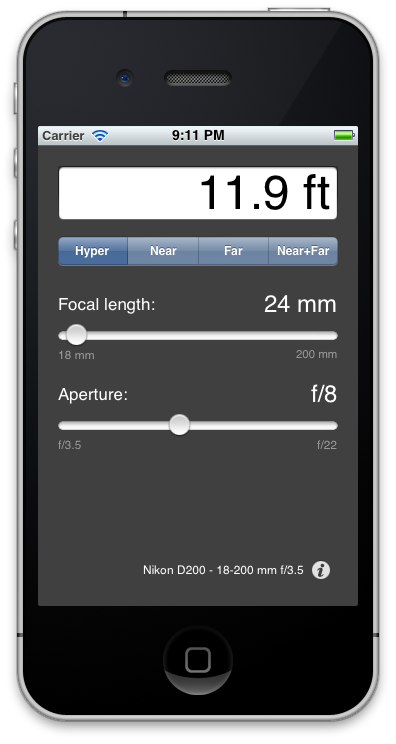 Carrier 9:11 PM
11.9 ft
Hyper Near Far Near+Far
Focal length: 24 mm
18 mm 200 mm
Aperture: f/8
f/3.5 f/22
Nikon D200 - 18-200 mm f/3.5 i